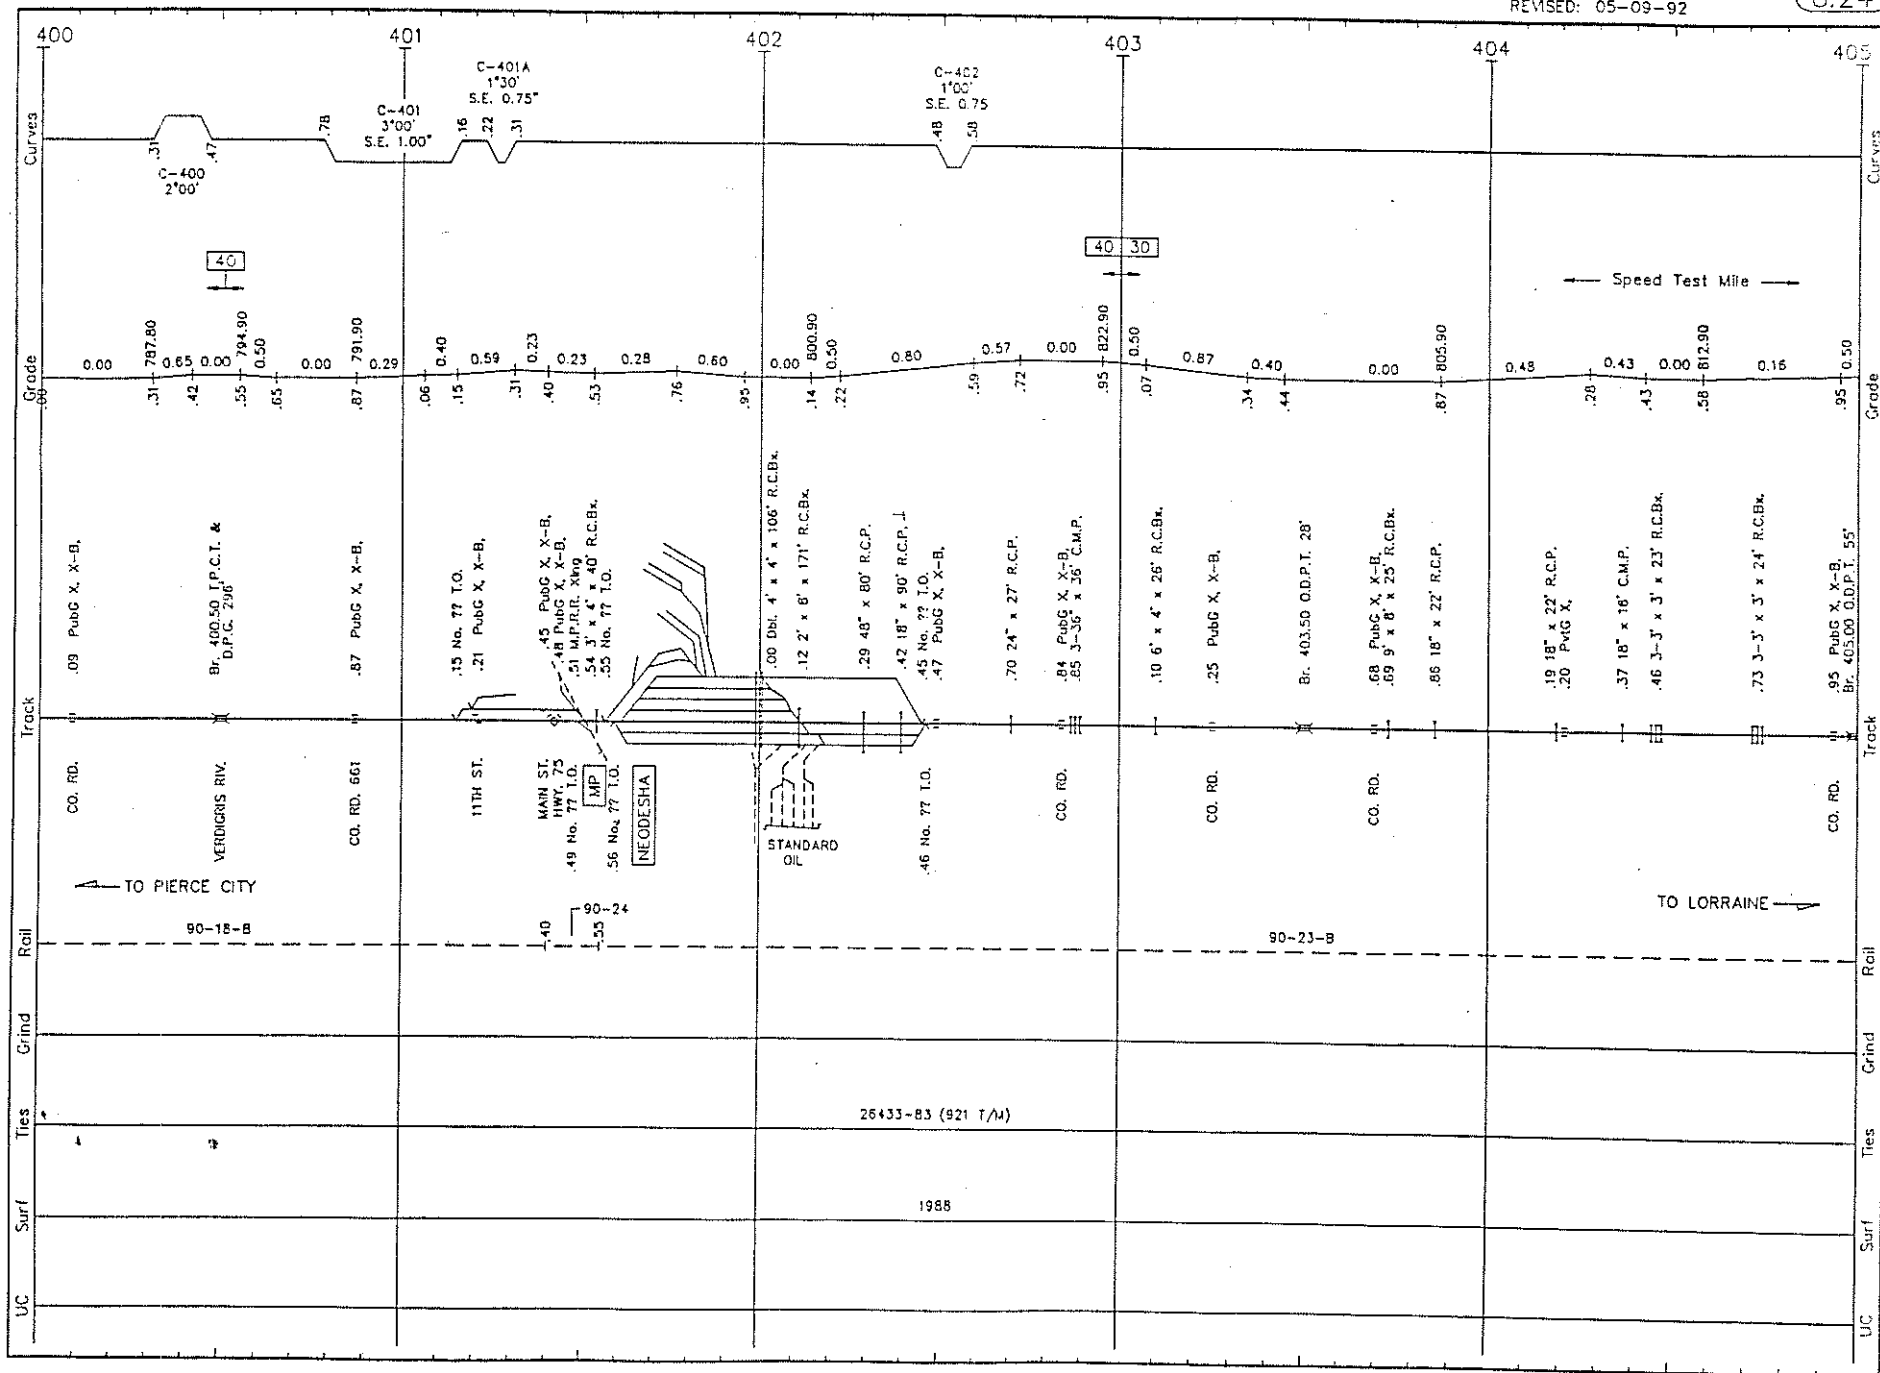 REVISED: 05-09-92
400
401
402
403
404
405
Curves
.31
.47
C-400
2°00'
.78
C-401
3°00'
S.E. 1.00"
.16
C-401A
1°30'
S.E. 0.75"
.22
.31
C-402
1°00'
S.E. 0.75
.48
.58
Curves
40
40 30
Speed Test Mile
Grade
0.00
787.80
0.65
0.00
794.90
0.50
0.00
791.90
0.29
0.40
0.59
0.23
0.23
0.28
0.60
0.00
800.90
0.50
0.80
0.57
0.00
822.90
0.50
0.87
0.40
0.00
805.90
0.48
0.43
0.00
812.90
0.16
0.50
.00
.31
.42
.55
.65
.87
.06
.15
.31
.40
.53
.76
.95
.14
.22
.59
.72
.95
.07
.34
.44
.87
.28
.43
.58
.95
Grade
Track
.09 PubG X, X-B,
Br. 400.50 T.P.C.T. &
D.P.G. 296'
.87 PubG X, X-B,
.15 No. ?? T.O.
.21 PubG X, X-B,
.45 PubG X, X-B,
.48 PubG X, X-B,
.51 M.P.R.R. Xing
.54 3' x 4' x 40' R.C.Bx.
.55 No. ?? T.O.
.00 Dbl. 4' x 4' x 106' R.C.Bx.
.12 2' x 6' x 171' R.C.Bx.
.29 48" x 80' R.C.P.
.42 18" x 90' R.C.P.
.45 No. ?? T.O.
.47 PubG X, X-B,
.70 24" x 27' R.C.P.
.84 PubG X, X-B,
.85 3-36" x 36' C.M.P.
.10 6' x 4' x 26' R.C.Bx.
.25 PubG X, X-B,
Br. 403.50 O.D.P.T. 28'
.68 PubG X, X-B,
.69 9' x 8' x 25' R.C.Bx.
.86 18" x 22' R.C.P.
.19 18" x 22' R.C.P.
.20 PvtG X,
.37 18" x 16' C.M.P.
.46 3-3' x 3' x 23' R.C.Bx.
.73 3-3' x 3' x 24' R.C.Bx.
.95 PubG X, X-B,
Br. 405.00 O.D.P.T. 55'
Track
CO. RD.
VERDIGRIS RIV.
CO. RD. 661
11TH ST.
MAIN ST.
HWY. 75
.49 No. ?? T.O.
MP
.56 No. ?? T.O.
NEODESHA
STANDARD
OIL
.46 No. ?? T.O.
CO. RD.
CO. RD.
CO. RD.
CO. RD.
TO PIERCE CITY
TO LORRAINE
Rail
90-18-B
.40
90-24
.55
90-23-B
Rail
Grind
Grind
Ties
26433-83 (921 T/M)
Ties
Surf
1988
Surf
UC
UC